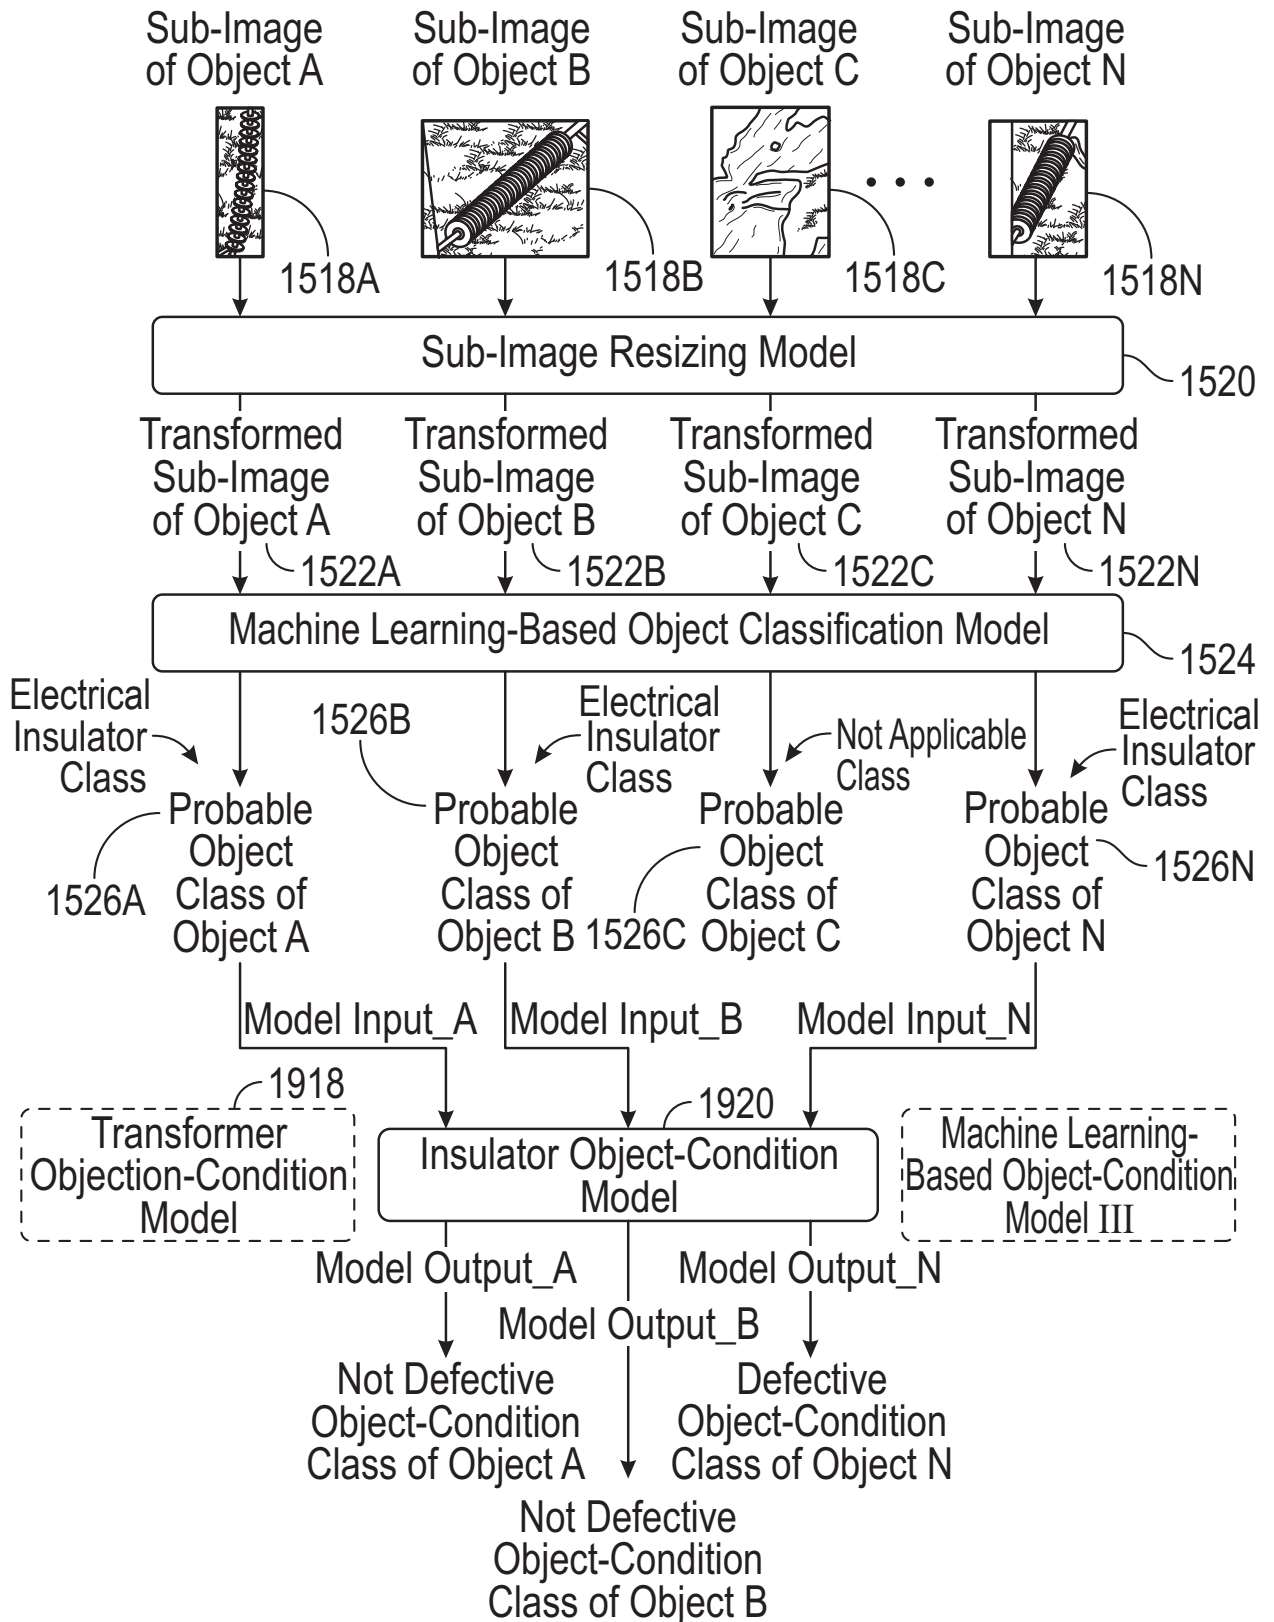 Sub-Image
of Object A
Sub-Image
of Object B
Sub-Image
of Object C
Sub-Image
of Object N
1518A
1518B
1518C
1518N
Sub-Image Resizing Model
1520
Transformed
Sub-Image
of Object A
Transformed
Sub-Image
of Object B
Transformed
Sub-Image
of Object C
Transformed
Sub-Image
of Object N
1522A
1522B
1522C
1522N
Machine Learning-Based Object Classification Model
1524
Electrical
Insulator
Class
1526B
Electrical
Insulator
Class
Not Applicable
Class
Electrical
Insulator
Class
Probable
Object
Class of
Object A
1526A
Probable
Object
Class of
Object B
Probable
Object
Class of
Object C
1526C
Probable
Object
Class of
Object N
1526N
Model Input_A
Model Input_B
Model Input_N
1918
Transformer
Objection-Condition
Model
1920
Insulator Object-Condition
Model
Machine Learning-
Based Object-Condition
Model III
Model Output_A
Model Output_N
Model Output_B
Not Defective
Object-Condition
Class of Object A
Defective
Object-Condition
Class of Object N
Not Defective
Object-Condition
Class of Object B